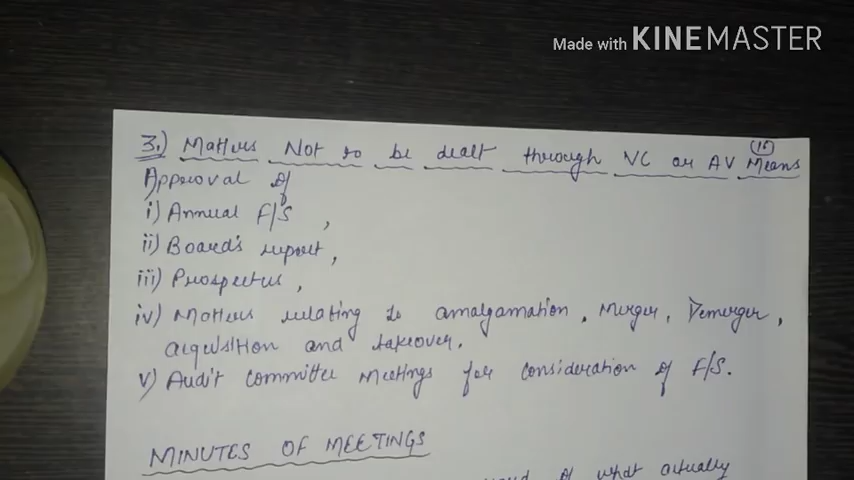 Made with KINEMASTER
(15)
3.) Matters Not to be dealt through VC or AV Means
Approval of
i) Annual F/S ,
ii) Board's report ,
iii) Prospectus ,
iv) Matters relating to amalgamation , Merger , Demerger ,
acquisition and takeover .
v) Audit committee Meetings for consideration of F/S .
MINUTES OF MEETINGS
of what actually